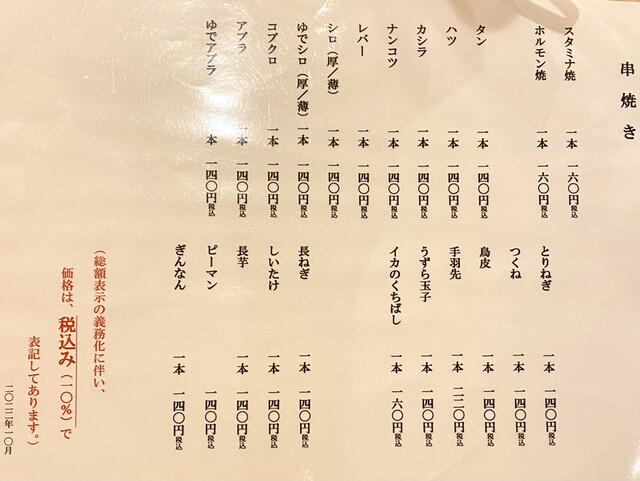 串焼き
スタミナ焼 一本 一六〇円税込
ホルモン焼 一本 一六〇円税込
タン 一本 一四〇円税込
ハツ 一本 一四〇円税込
カシラ 一本 一四〇円税込
ナンコツ 一本 一四〇円税込
レバー 一本 一四〇円税込
シロ（厚／薄） 一本 一四〇円税込
ゆでシロ（厚／薄） 一本 一四〇円税込
コブクロ 一本 一四〇円税込
アブラ 一本 一四〇円税込
ゆでアブラ 一本 一四〇円税込
とりねぎ 一本 一四〇円税込
つくね 一本 一四〇円税込
鳥皮 一本 一四〇円税込
手羽先 一本 二二〇円税込
うずら玉子 一本 一四〇円税込
イカのくちばし 一本 一六〇円税込
長ねぎ 一本 一四〇円税込
しいたけ 一本 一四〇円税込
長芋 一本 一四〇円税込
ピーマン 一四〇円税込
ぎんなん 一本 一四〇円税込
（総額表示の義務化に伴い、
価格は、税込み（一〇％）で
表記してあります。）
二〇二二年一〇月